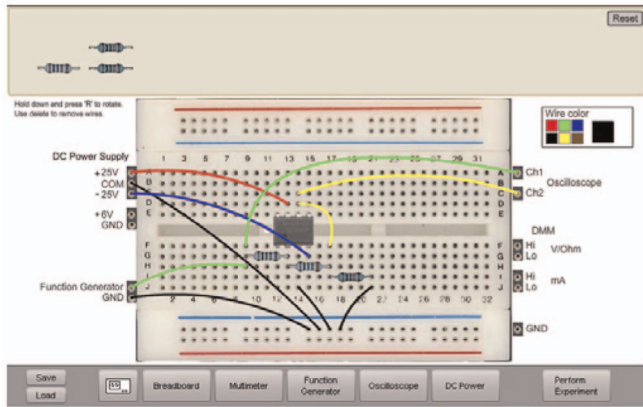 Reset
Hold down and press 'R' to rotate.
Use delete to remove wires.
Wire color
DC Power Supply
+25V
COM
-25V
+6V
GND
1 3 5 7 9 11 13 15 17 19 21 23 25 27 29 31
A
B
C
D
E
A
C
D
E
Ch1
Ch2
Oscilloscope
DMM
Hi
Lo
V/Ohm
Hi
Lo
mA
F
G
H
I
J
F
G
H
I
J
Function Generator
GND
2 4 6 8 10 12 14 16 18 20 22 24 26 28 30 32
GND
Save
Load
Breadboard
Multimeter
Function
Generator
Oscilloscope
DC Power
Perform
Experiment